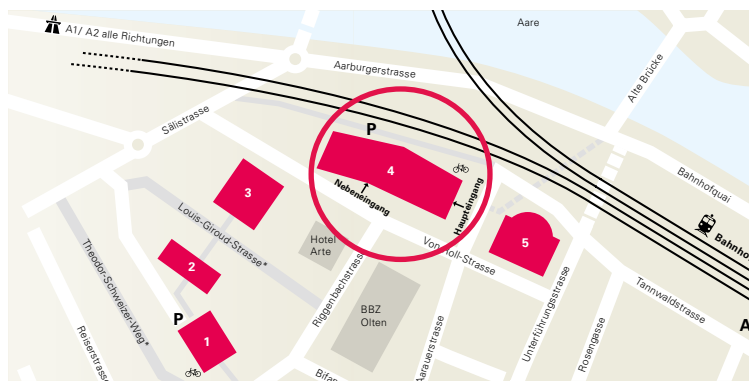 A1/ A2 alle Richtungen
Aare
Aarburgerstrasse
Alte Brücke
Sälistrasse
P
4
Nebeneingang
Haupteingang
Bahnhofquai
3
Louis-Giroud-Strasse*
Hotel
Arte
Von Roll-Strasse
5
2
Theodor-Schweizer-Weg*
Riggenbachstrasse
Unterführungsstrasse
Tannwaldstrasse
P
1
BBZ
Olten
Aarauerstrasse
Rosengasse
Reiserstrasse
Bifa
Bahnho
A